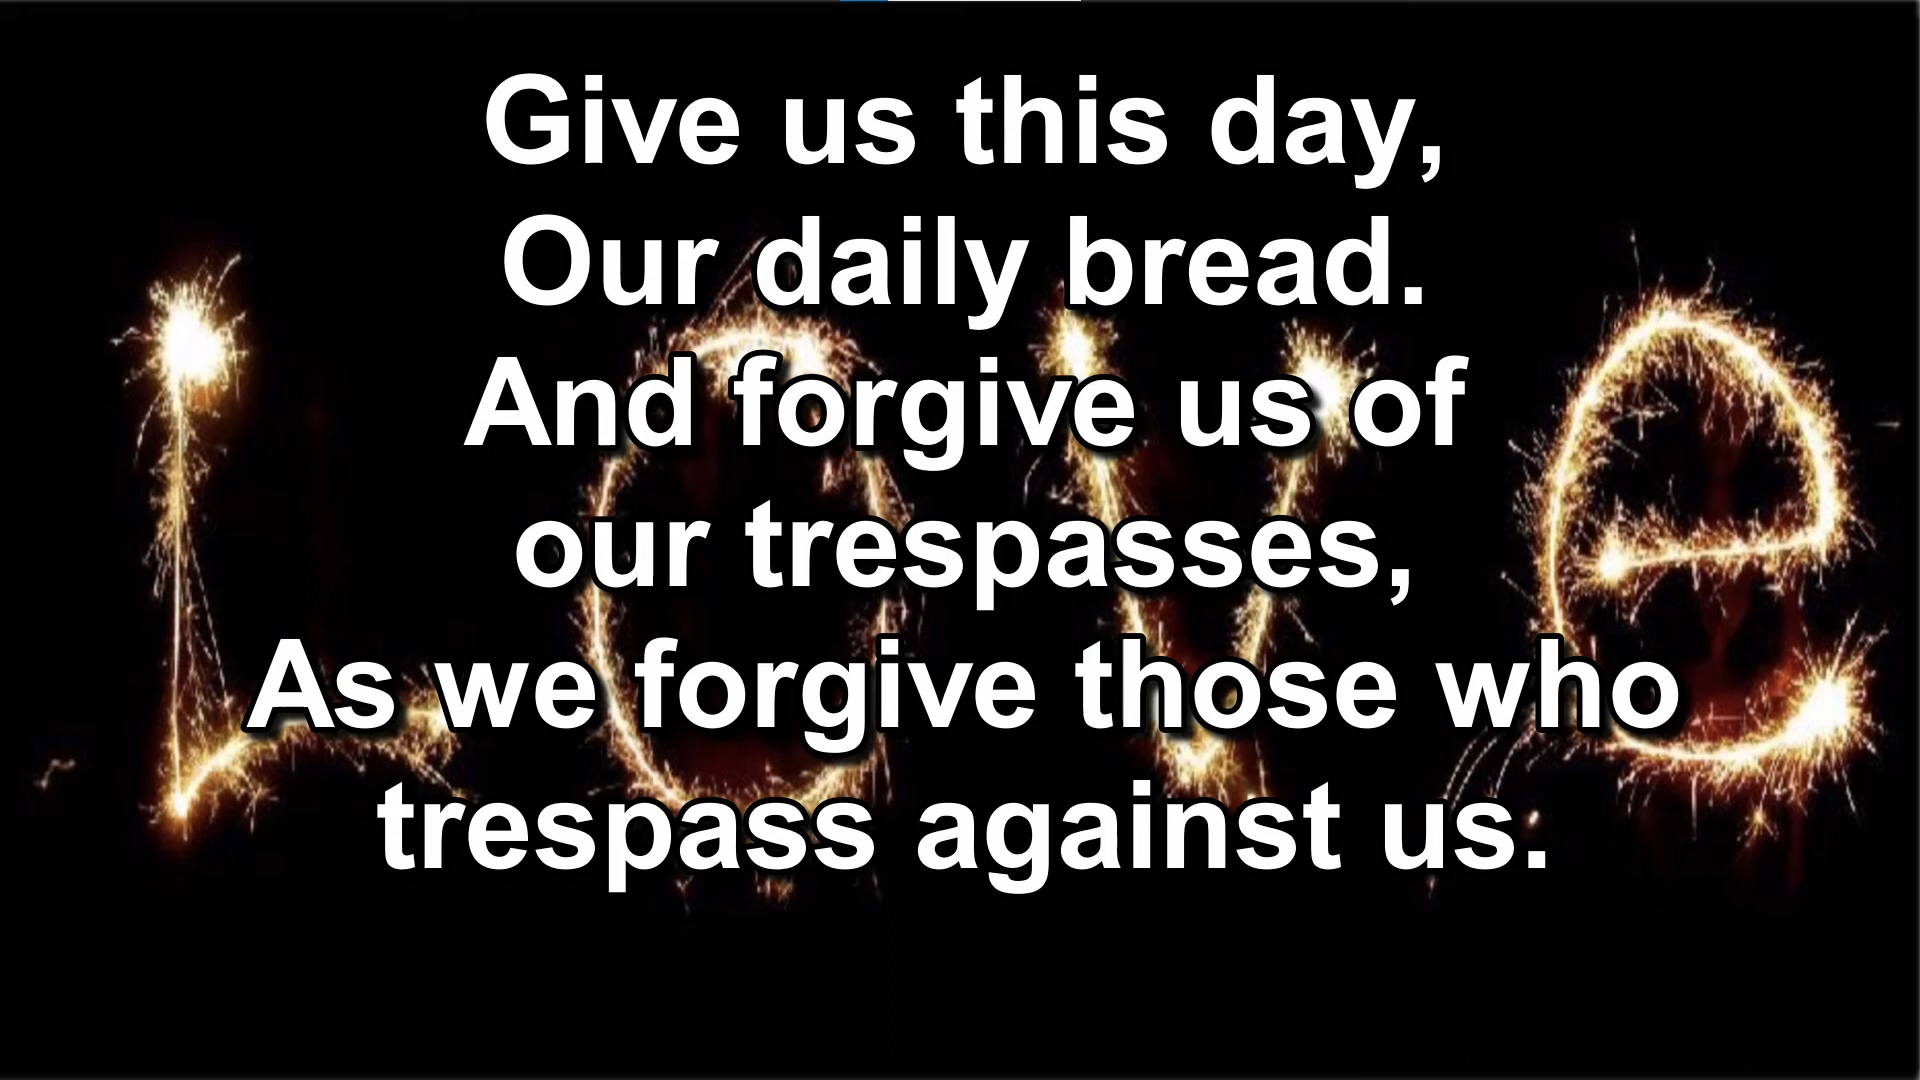 Give us this day,
Our daily bread.
And forgive us of
our trespasses,
As we forgive those who
trespass against us.
Love